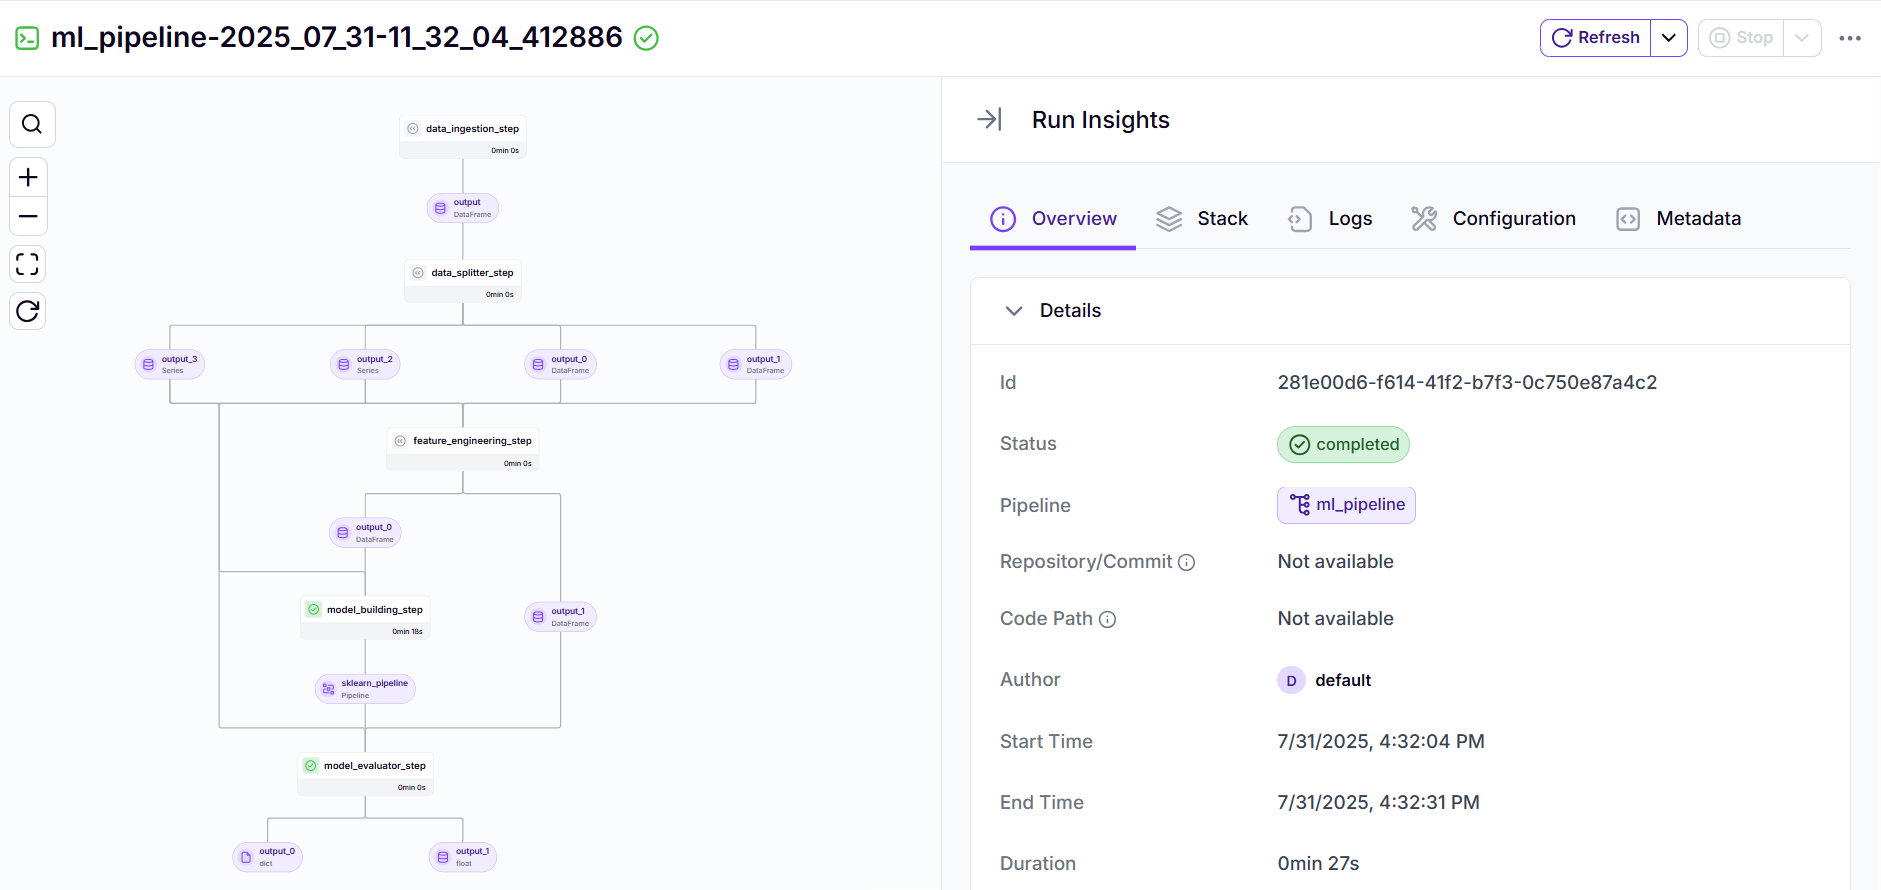 ml_pipeline-2025_07_31-11_32_04_412886
Refresh
Stop
data_ingestion_step
0min 0s
output
DataFrame
data_splitter_step
0min 0s
output_3
Series
output_2
Series
output_0
DataFrame
output_1
DataFrame
feature_engineering_step
0min 0s
output_0
DataFrame
model_building_step
0min 18s
output_1
DataFrame
sklearn_pipeline
Pipeline
model_evaluator_step
0min 0s
output_0
dict
output_1
float
Run Insights
Overview
Stack
Logs
Configuration
Metadata
Details
Id 281e00d6-f614-41f2-b7f3-0c750e87a4c2
Status completed
Pipeline ml_pipeline
Repository/Commit Not available
Code Path Not available
Author D default
Start Time 7/31/2025, 4:32:04 PM
End Time 7/31/2025, 4:32:31 PM
Duration 0min 27s